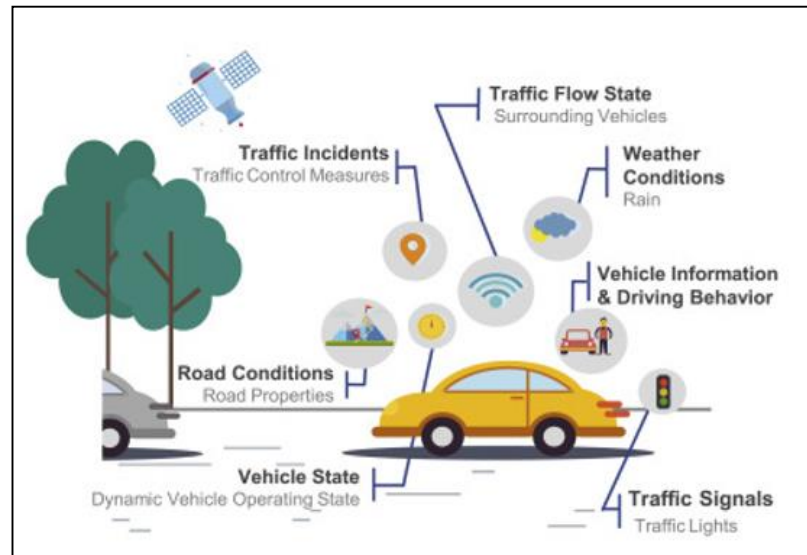 Traffic Flow State
Surrounding Vehicles
Traffic Incidents
Traffic Control Measures
Weather
Conditions
Rain
Vehicle Information
& Driving Behavior
Road Conditions
Road Properties
Vehicle State
Dynamic Vehicle Operating State
Traffic Signals
Traffic Lights